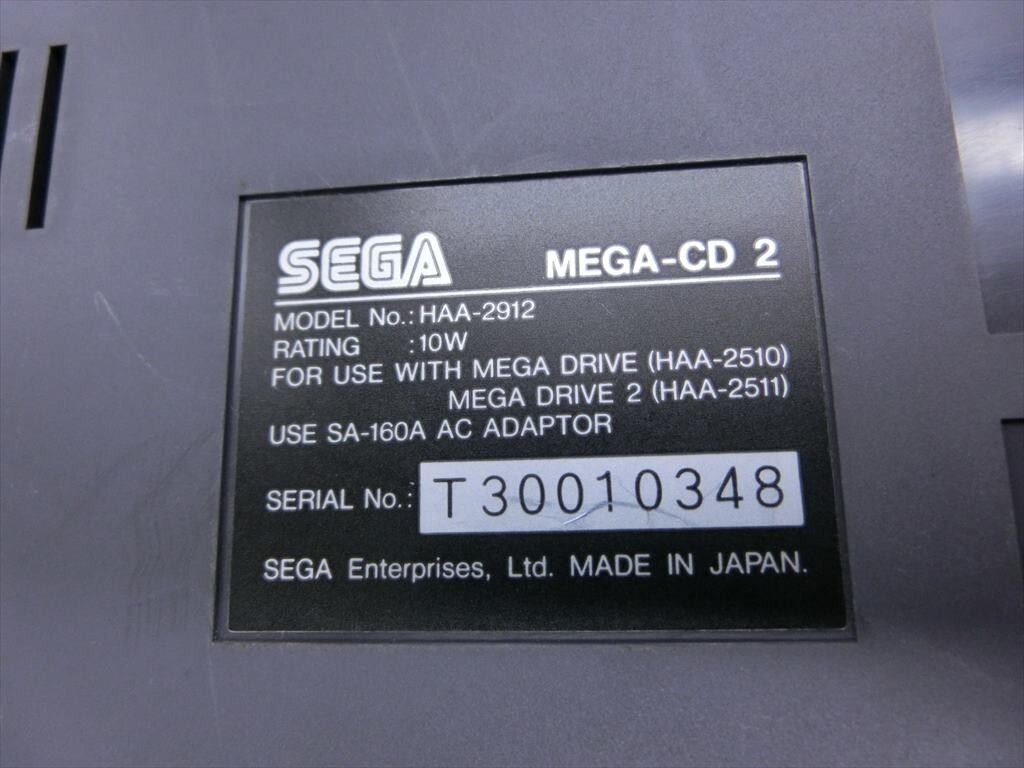 SEGA MEGA-CD 2
MODEL No.: HAA-2912
RATING :10W
FOR USE WITH MEGA DRIVE (HAA-2510)
MEGA DRIVE 2 (HAA-2511)
USE SA-160A AC ADAPTOR
SERIAL No.: T30010348
SEGA Enterprises, Ltd. MADE IN JAPAN.